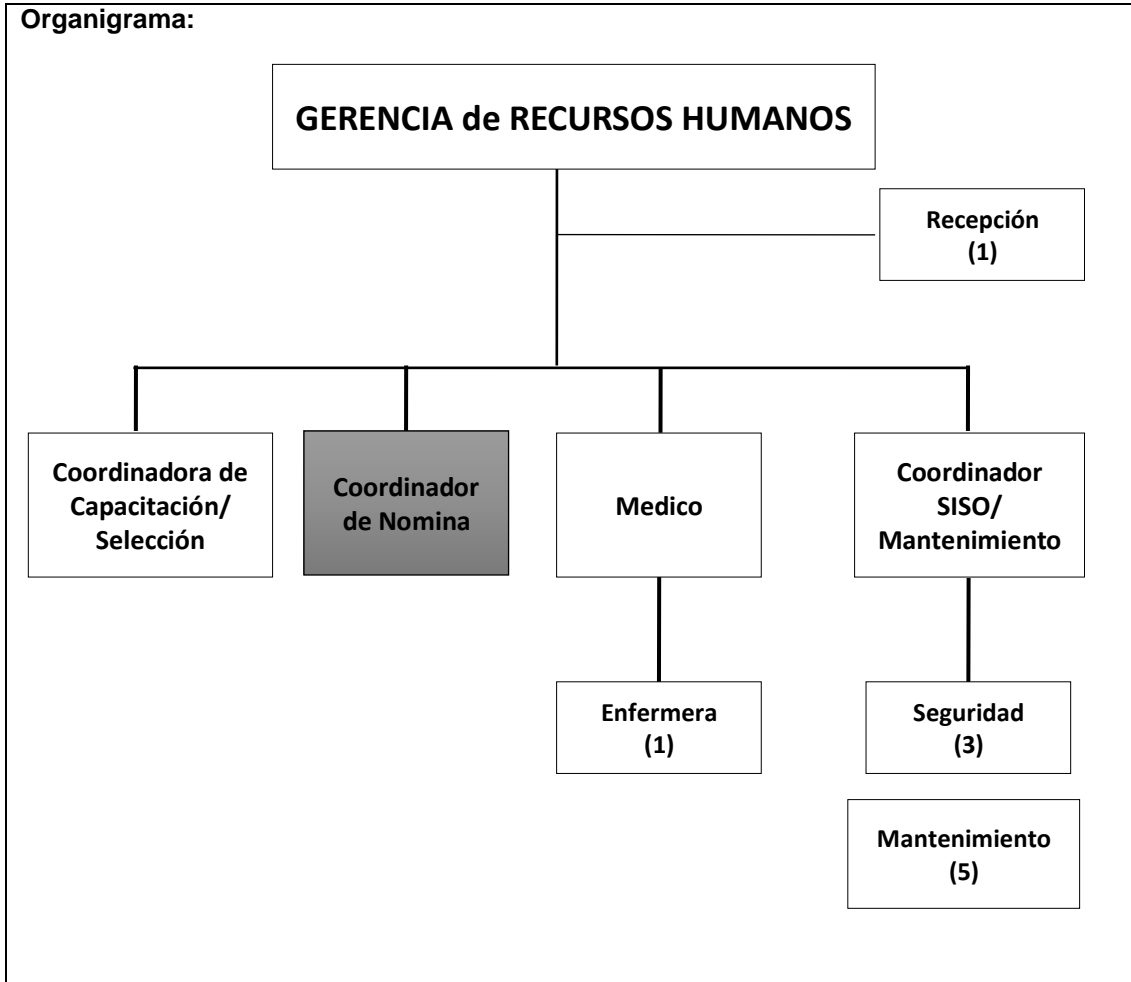 Organigrama:
GERENCIA de RECURSOS HUMANOS
Recepción
(1)
Coordinadora de
Capacitación/
Selección
Coordinador
de Nomina
Medico
Coordinador
SISO/
Mantenimiento
Enfermera
(1)
Seguridad
(3)
Mantenimiento
(5)